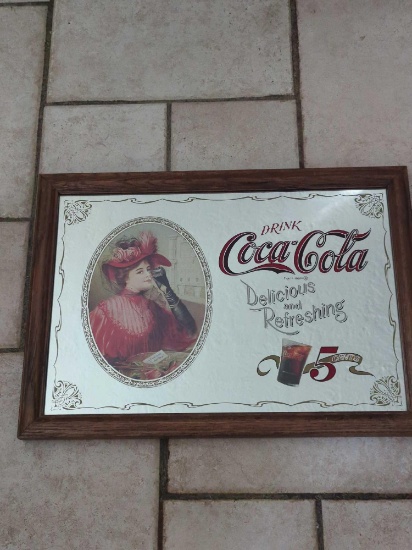 DRINK
Coca-Cola
Delicious
and
Refreshing
5